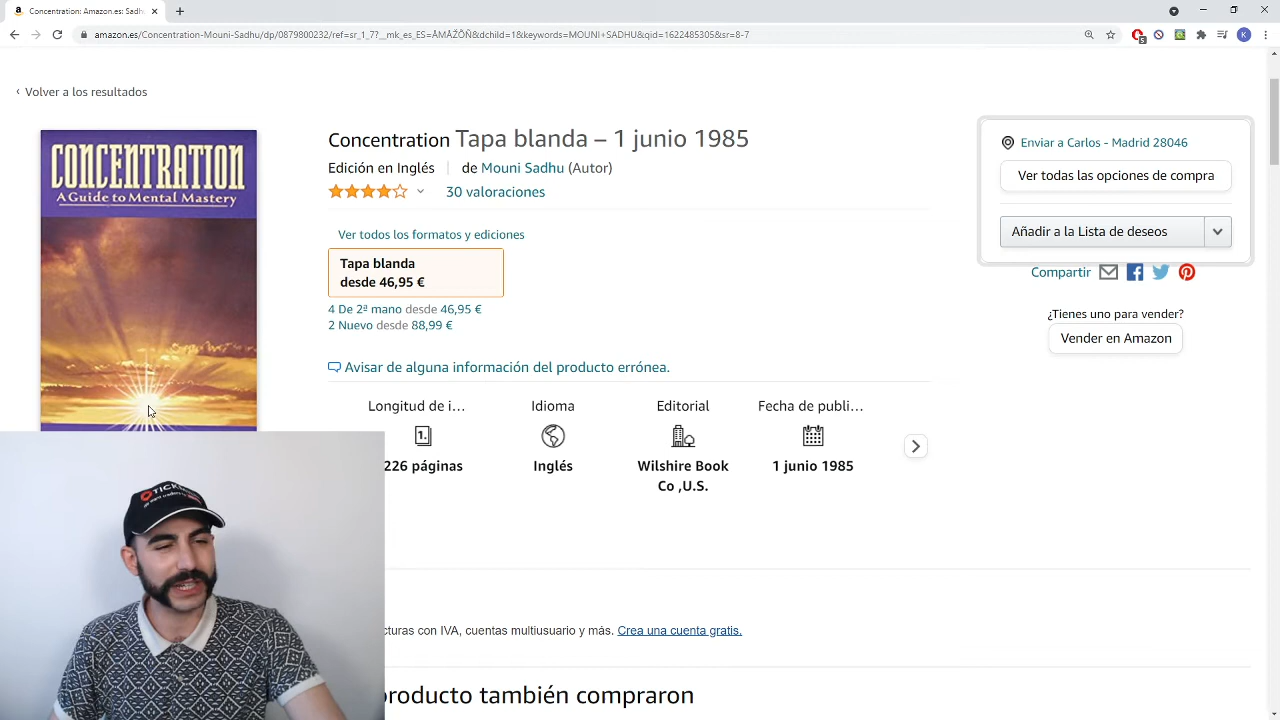 Concentration: Amazon.es: Sadh
amazon.es/Concentration-Mouni-Sadhu/dp/0879800232/ref=sr_1_7?__mk_es_ES=ÅMÅŽÕÑ&dchild=1&keywords=MOUNI+SADHU&qid=1622485305&sr=8-7
K
‹ Volver a los resultados
CONCENTRATION
A Guide to Mental Mastery
Concentration Tapa blanda – 1 junio 1985
Edición en Inglés
de Mouni Sadhu (Autor)
30 valoraciones
Ver todos los formatos y ediciones
Tapa blanda
desde 46,95 €
4 De 2ª mano desde 46,95 €
2 Nuevo desde 88,99 €
Avisar de alguna información del producto errónea.
Longitud de i…
1.
226 páginas
Idioma
Inglés
Editorial
Wilshire Book
Co ,U.S.
Fecha de publi…
1 junio 1985
Enviar a Carlos - Madrid 28046
Ver todas las opciones de compra
Añadir a la Lista de deseos
Compartir
¿Tienes uno para vender?
Vender en Amazon
cturas con IVA, cuentas multiusuario y más. Crea una cuenta gratis.
producto también compraron